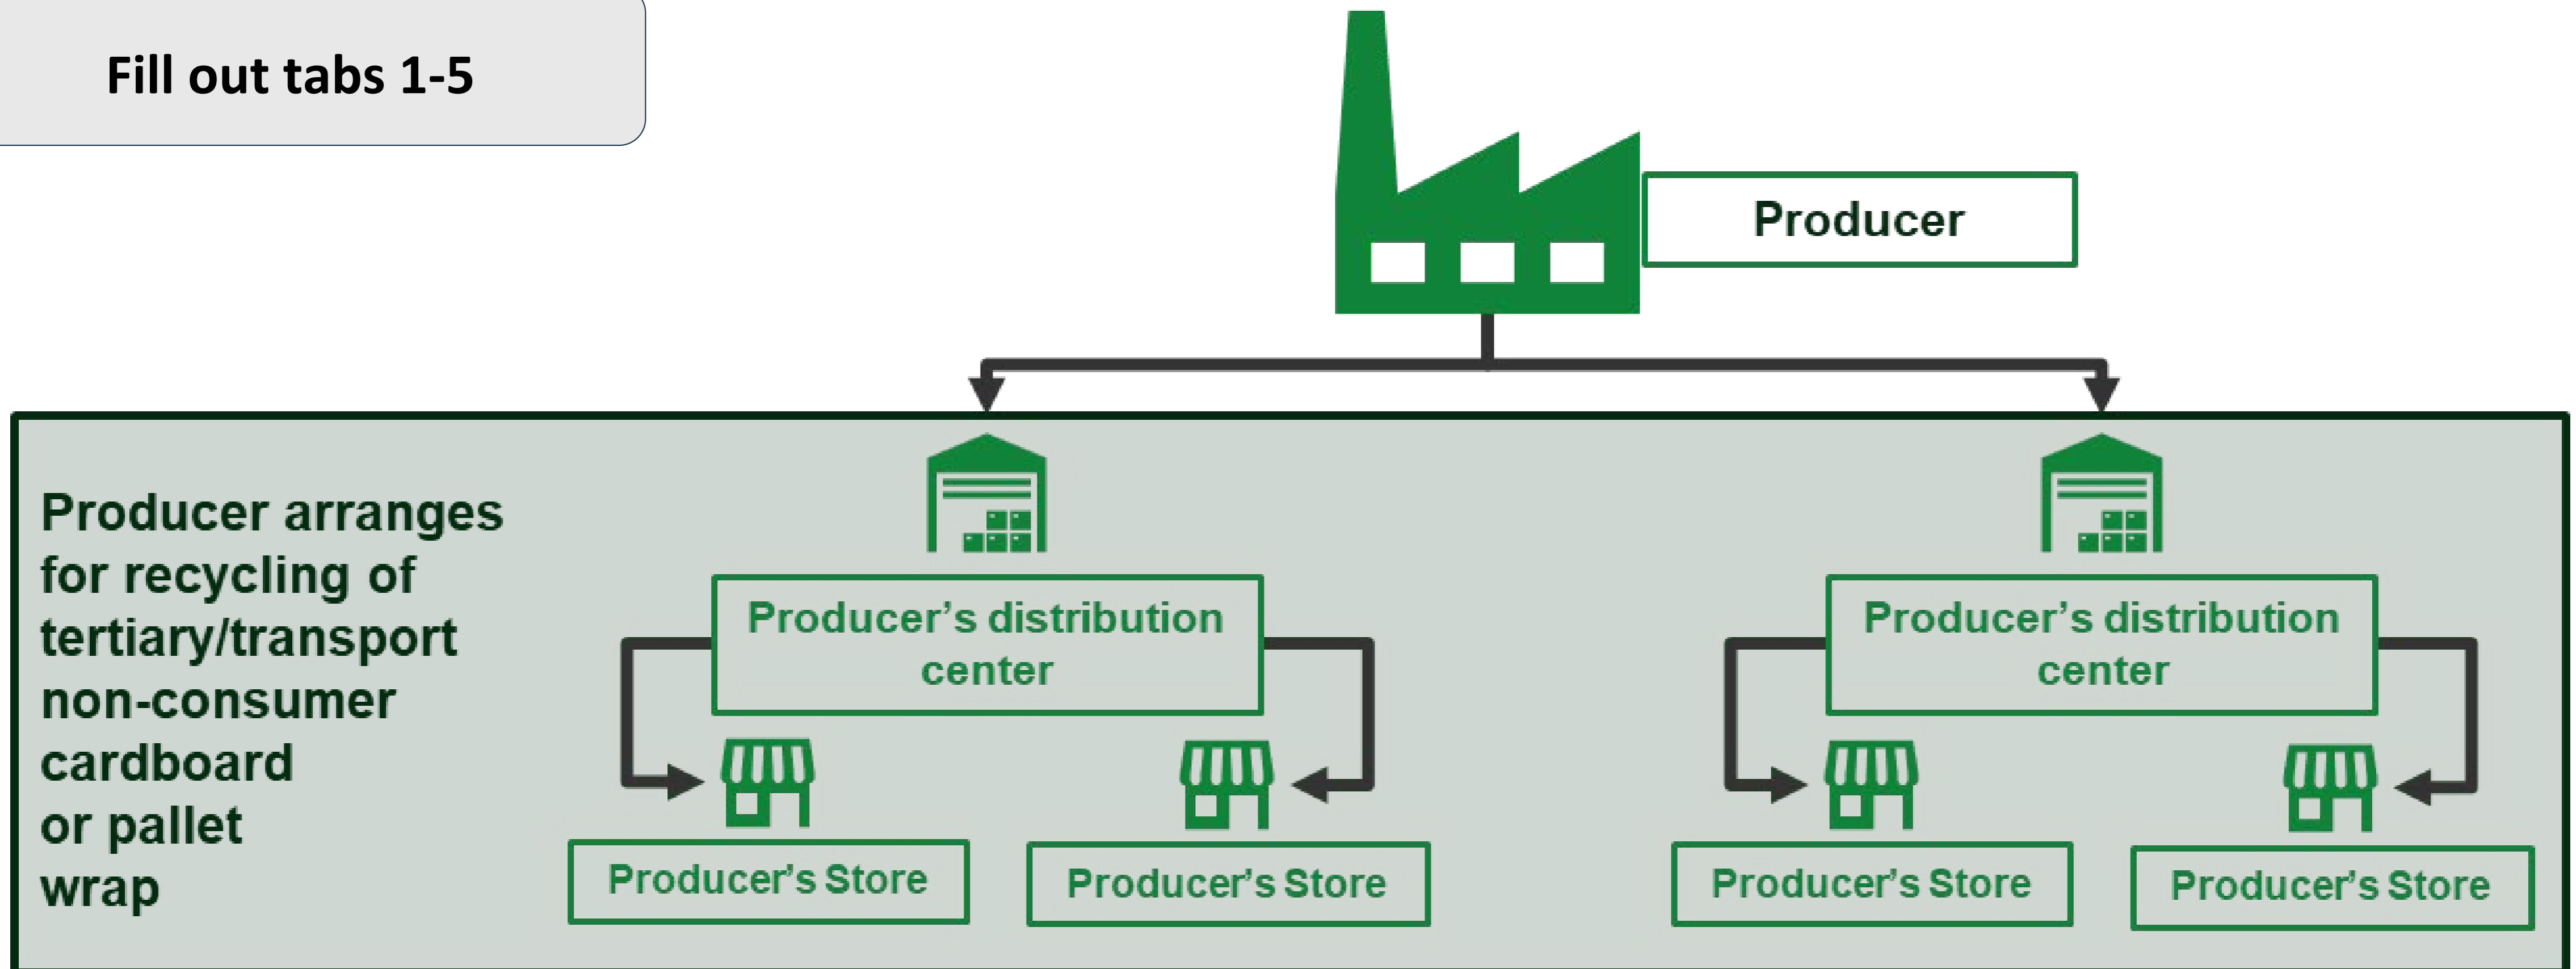 Fill out tabs 1-5
Producer
Producer arranges
for recycling of
tertiary/transport
non-consumer
cardboard
or pallet
wrap
Producer’s distribution
center
Producer’s distribution
center
Producer’s Store
Producer’s Store
Producer’s Store
Producer’s Store